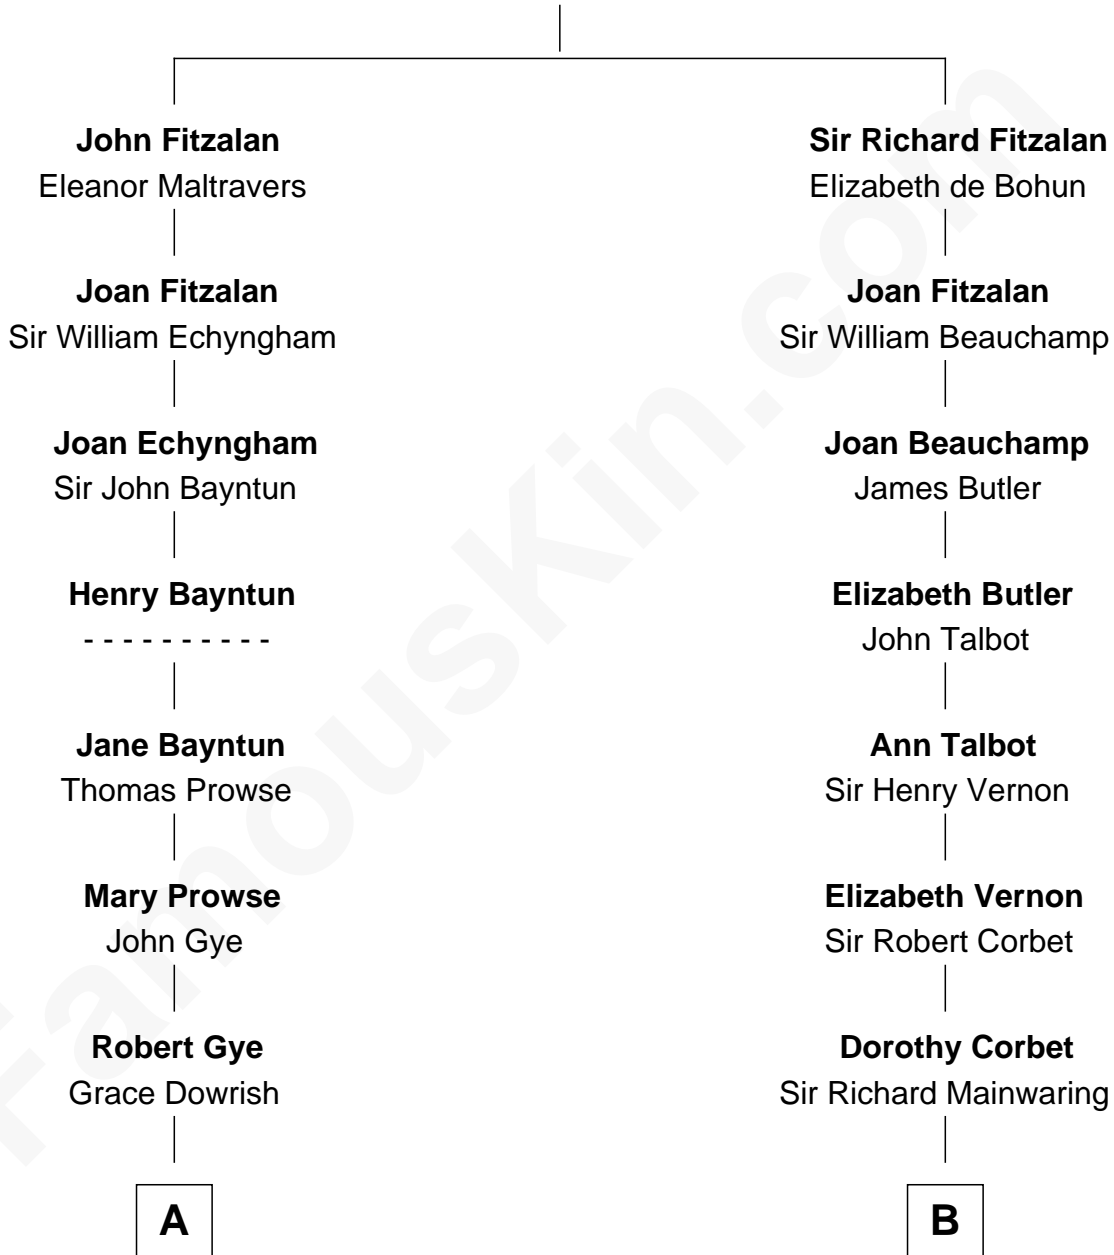 John Fitzalan
Eleanor Maltravers
Sir Richard Fitzalan
Elizabeth de Bohun
Joan Fitzalan
Sir William Echyngham
Joan Fitzalan
Sir William Beauchamp
Joan Echyngham
Sir John Bayntun
Joan Beauchamp
James Butler
Henry Bayntun
- - - - - - - - - -
Elizabeth Butler
John Talbot
Jane Bayntun
Thomas Prowse
Ann Talbot
Sir Henry Vernon
Mary Prowse
John Gye
Elizabeth Vernon
Sir Robert Corbet
Robert Gye
Grace Dowrish
Dorothy Corbet
Sir Richard Mainwaring
A
B
FamousKin.com